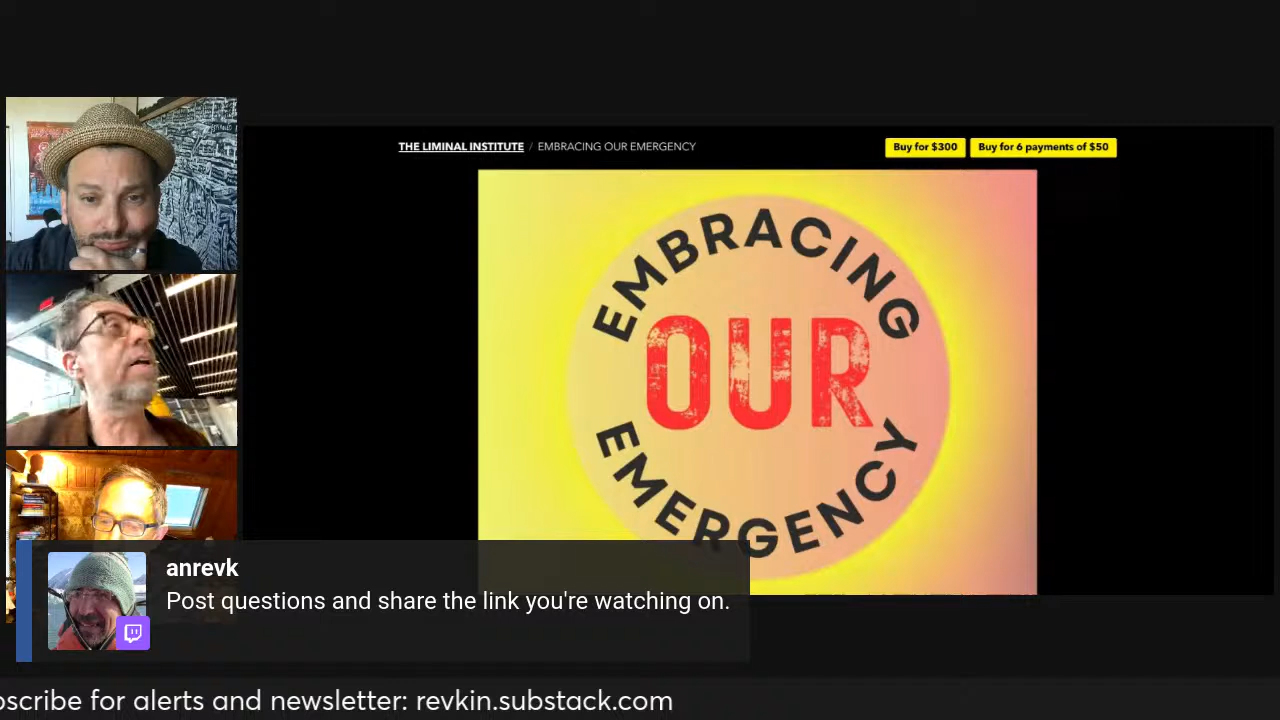 THE LIMINAL INSTITUTE / EMBRACING OUR EMERGENCY
Buy for $300
Buy for 6 payments of $50
EMBRACING
OUR
EMERGENCY
anrevk
Post questions and share the link you're watching on.
scribe for alerts and newsletter: revkin.substack.com